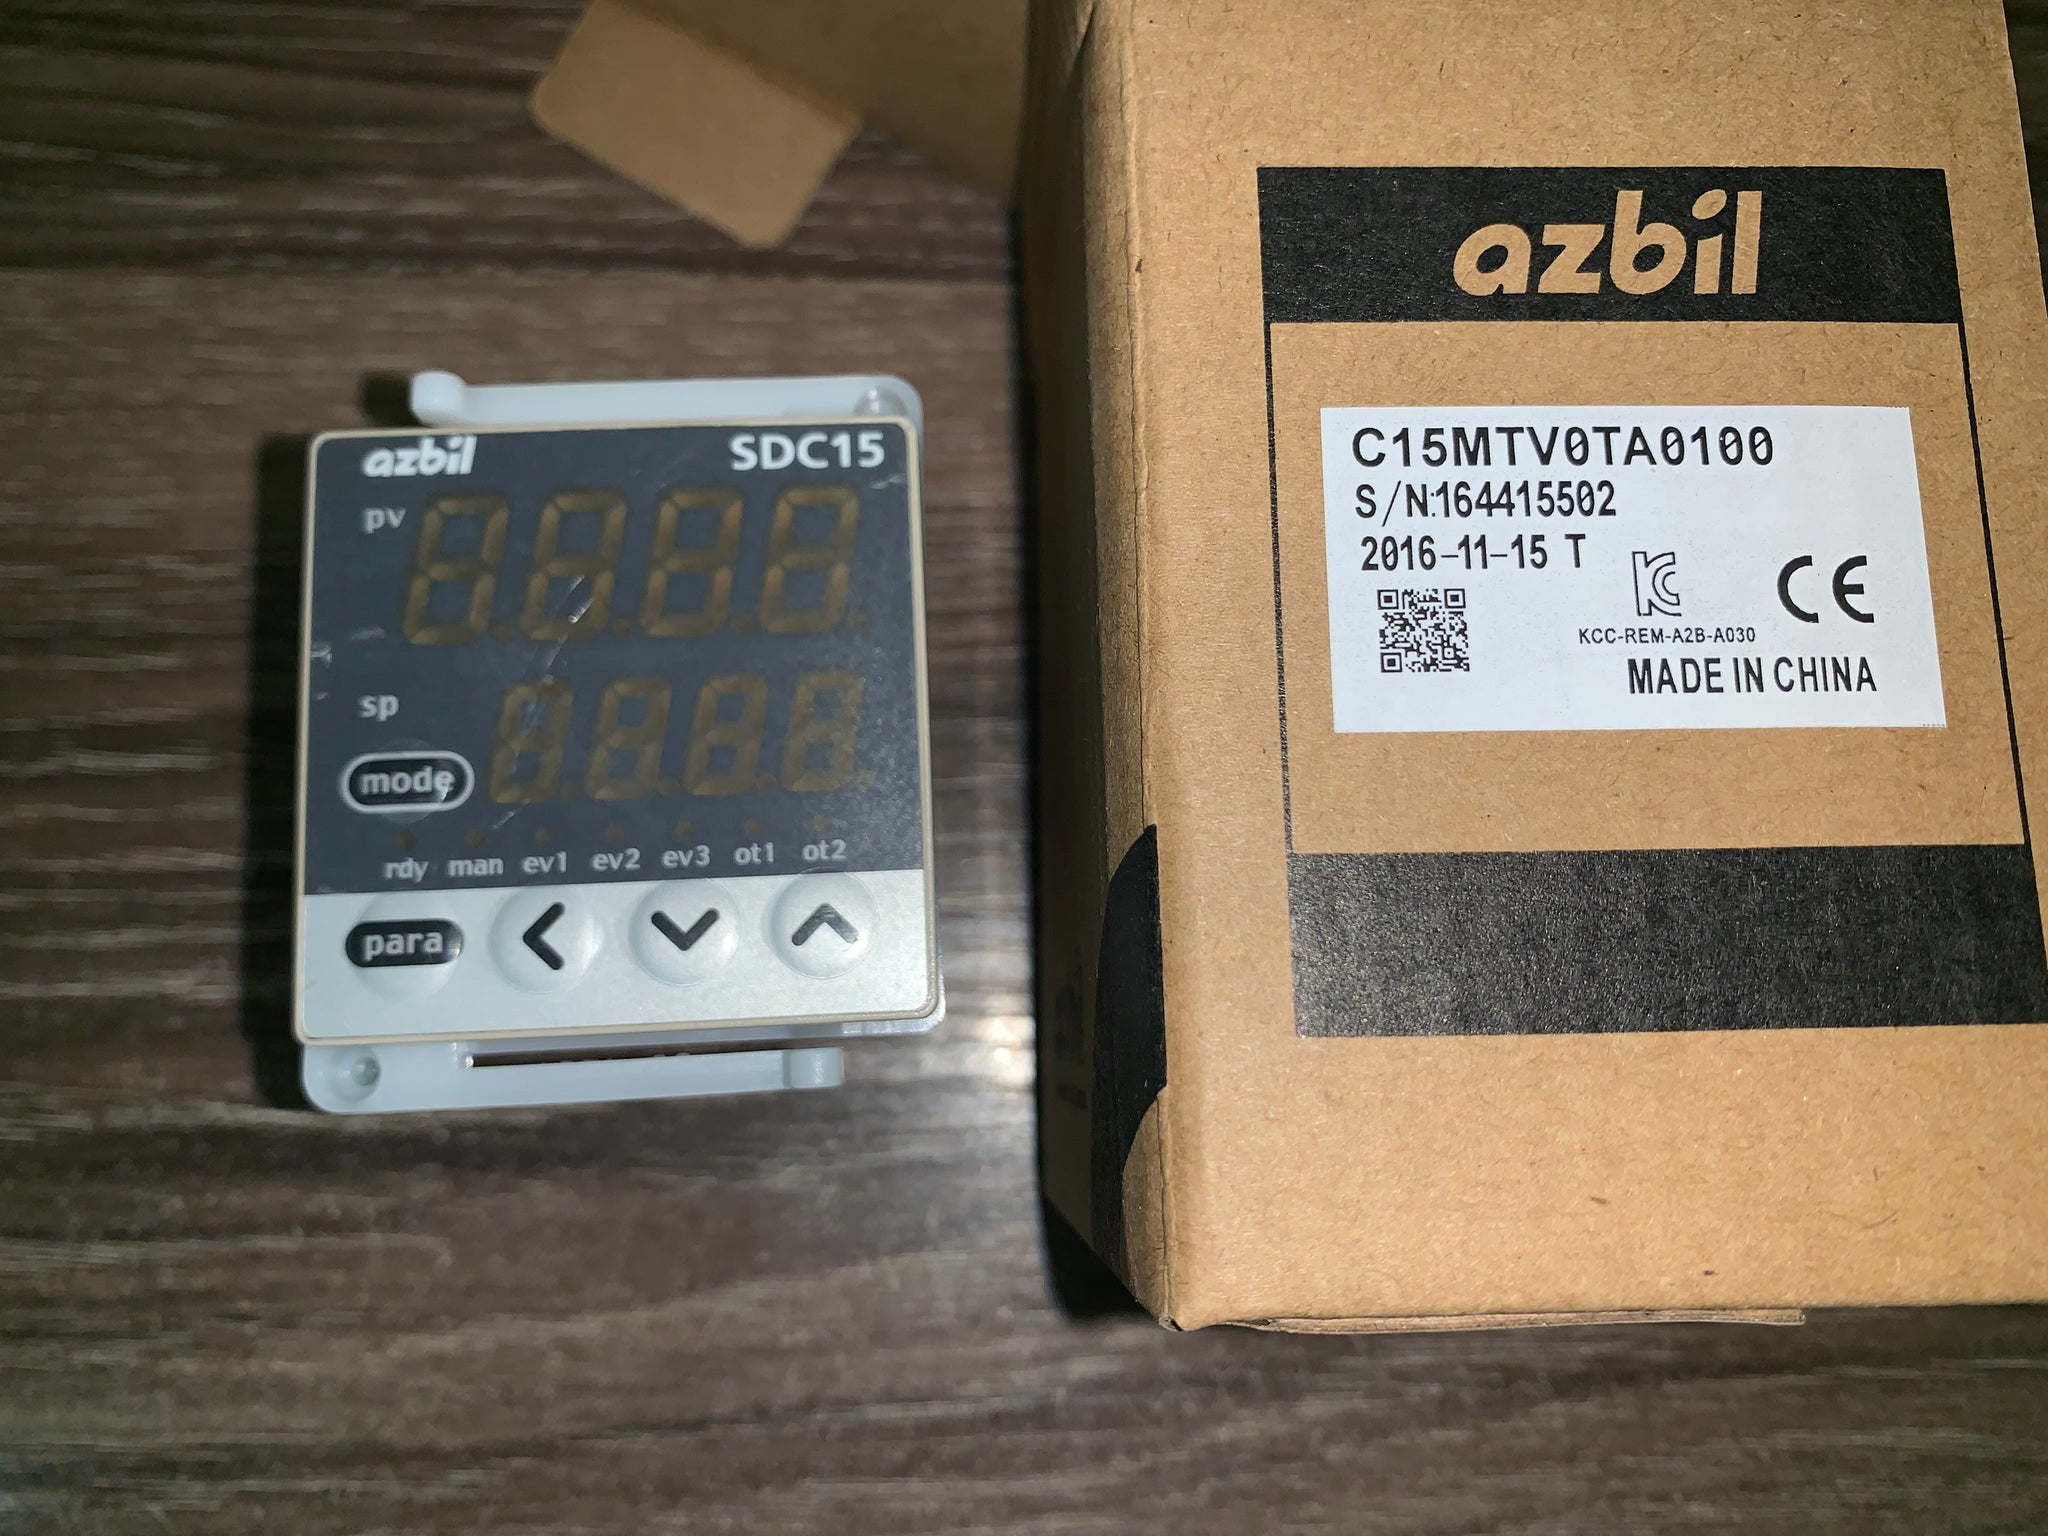 azbil SDC15
pv
sp
mode
rdy man ev1 ev2 ev3 ot1 ot2
para
azbil
C15MTV0TA0100
S/N:164415502
2016-11-15 T
CE
KCC-REM-A2B-A030
MADE IN CHINA